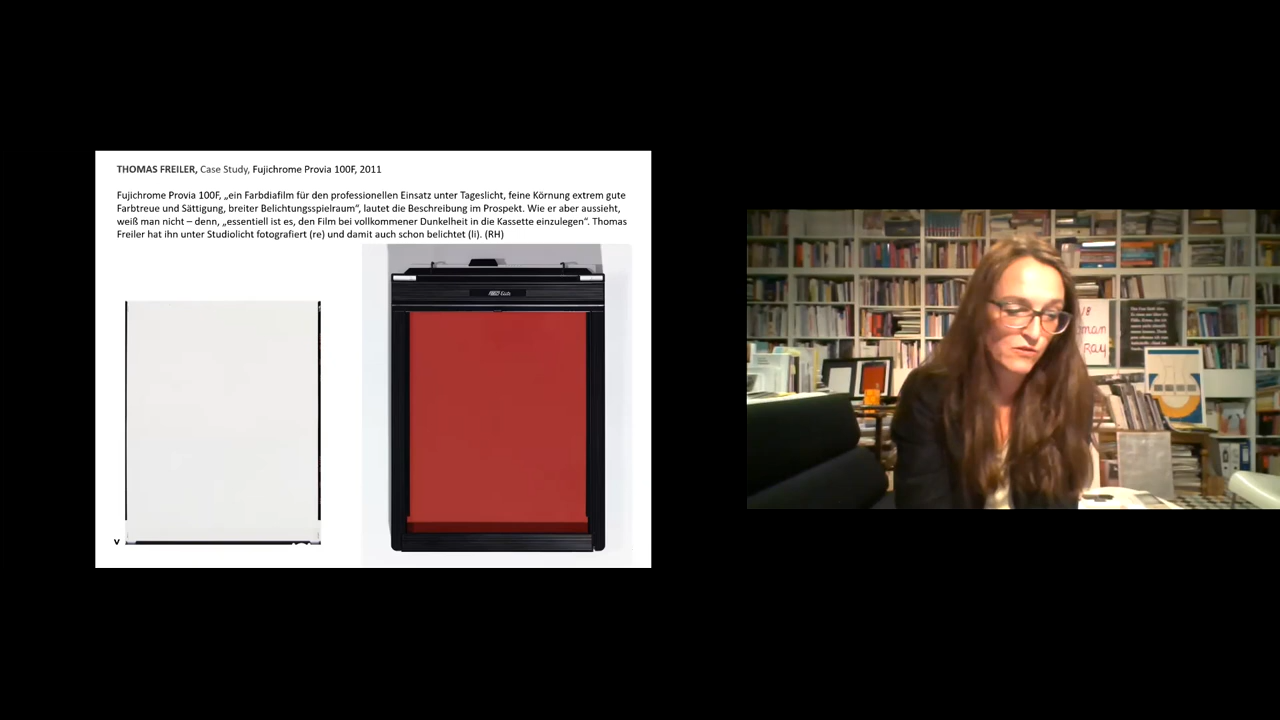 THOMAS FREILER, Case Study, Fujichrome Provia 100F, 2011
Fujichrome Provia 100F, „ein Farbdiafilm für den professionellen Einsatz unter Tageslicht, feine Körnung extrem gute
Farbtreue und Sättigung, breiter Belichtungsspielraum“, lautet die Beschreibung im Prospekt. Wie er aber aussieht,
weiß man nicht – denn, „essentiell ist es, den Film bei vollkommener Dunkelheit in die Kassette einzulegen“. Thomas
Freiler hat ihn unter Studiolicht fotografiert (re) und damit auch schon belichtet (li). (RH)
v
man
RAY